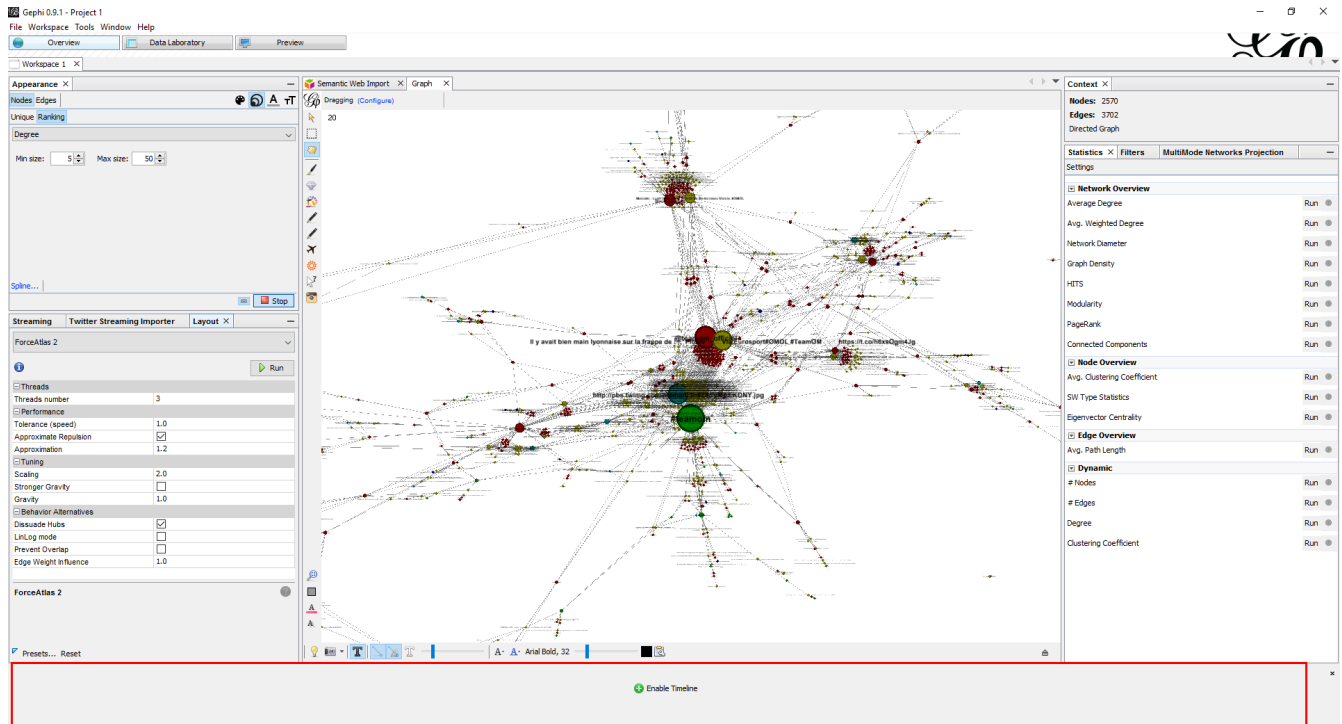 Gephi 0.9.1 - Project 1
File Workspace Tools Window Help
Overview Data Laboratory Preview
Workspace 1
Appearance
Nodes Edges
Unique Ranking
Degree
Min size: 5 Max size: 50
Spline...
Stop
Streaming Twitter Streaming Importer Layout
ForceAtlas 2
Run
Threads
Threads number 3
Performance
Tolerance (speed) 1.0
Approximate Repulsion
Approximation 1.2
Tuning
Scaling 2.0
Stronger Gravity
Gravity 1.0
Behavior Alternatives
Dissuade Hubs
LinLog mode
Prevent Overlap
Edge Weight Influence 1.0
ForceAtlas 2
Presets... Reset
Semantic Web Import Graph
Dragging (Configure)
20
Il y avait bien main lyonnaise sur la frappe de #TeamOM
#teamom
Arial Bold, 32
Context
Nodes: 2570
Edges: 3702
Directed Graph
Statistics Filters MultiMode Networks Projection
Settings
Network Overview
Average Degree Run
Avg. Weighted Degree Run
Network Diameter Run
Graph Density Run
HITS Run
Modularity Run
PageRank Run
Connected Components Run
Node Overview
Avg. Clustering Coefficient Run
SW Type Statistics Run
Eigenvector Centrality Run
Edge Overview
Avg. Path Length Run
Dynamic
# Nodes Run
# Edges Run
Degree Run
Clustering Coefficient Run
Enable Timeline